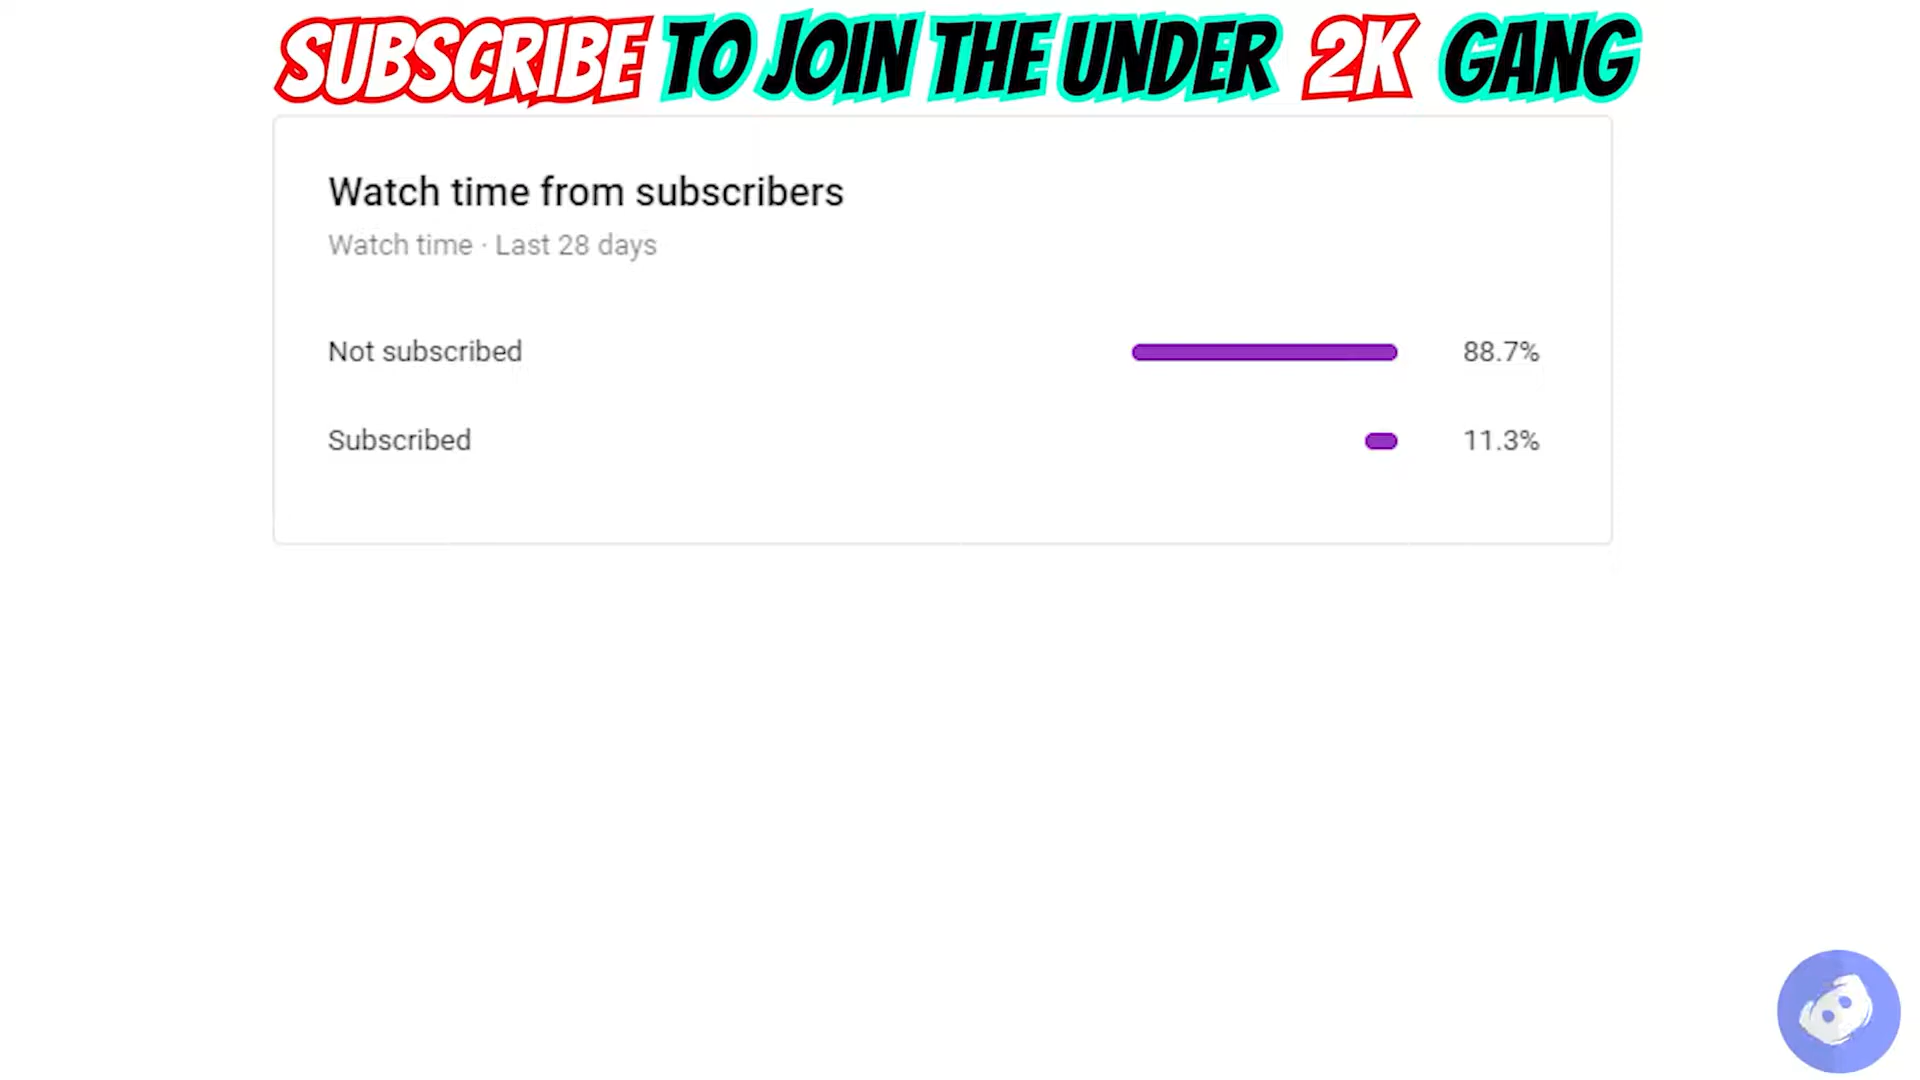 SUBSCRIBE TO JOIN THE UNDER 2K GANG
Watch time from subscribers
Watch time · Last 28 days
Not subscribed 88.7%
Subscribed 11.3%